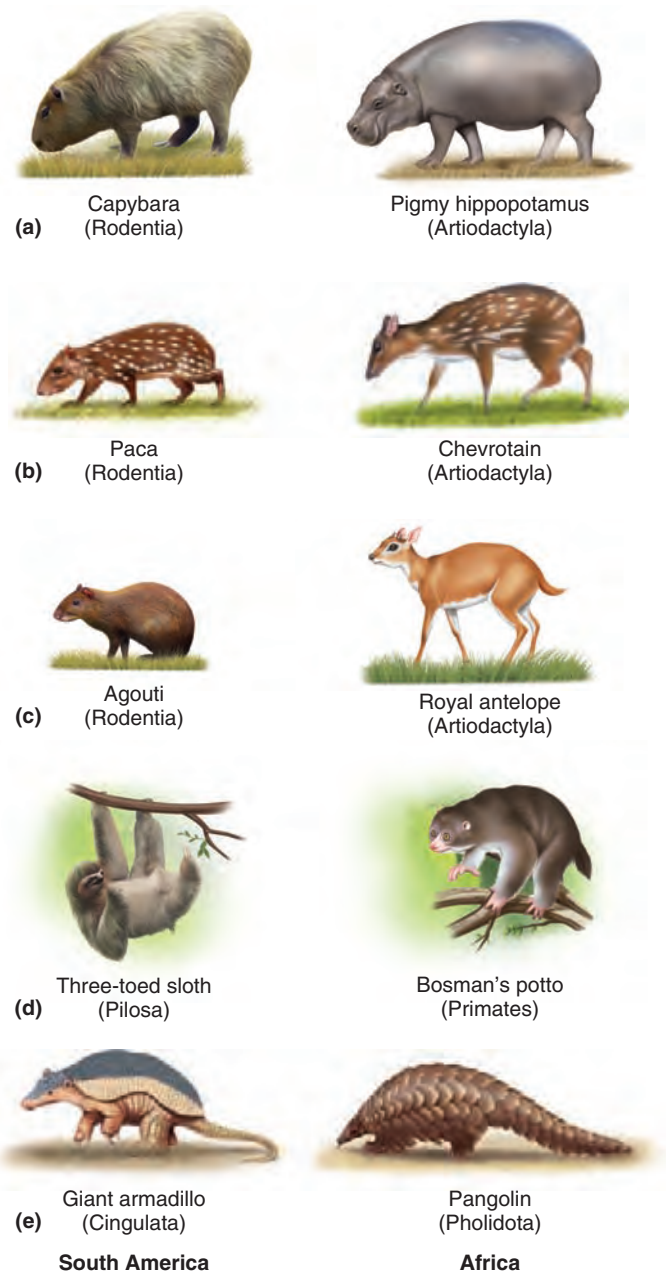 Capybara
(Rodentia)
Pigmy hippopotamus
(Artiodactyla)
(a)
Paca
(Rodentia)
Chevrotain
(Artiodactyla)
(b)
Agouti
(Rodentia)
Royal antelope
(Artiodactyla)
(c)
Three-toed sloth
(Pilosa)
Bosman's potto
(Primates)
(d)
Giant armadillo
(Cingulata)
Pangolin
(Pholidota)
(e)
South America
Africa